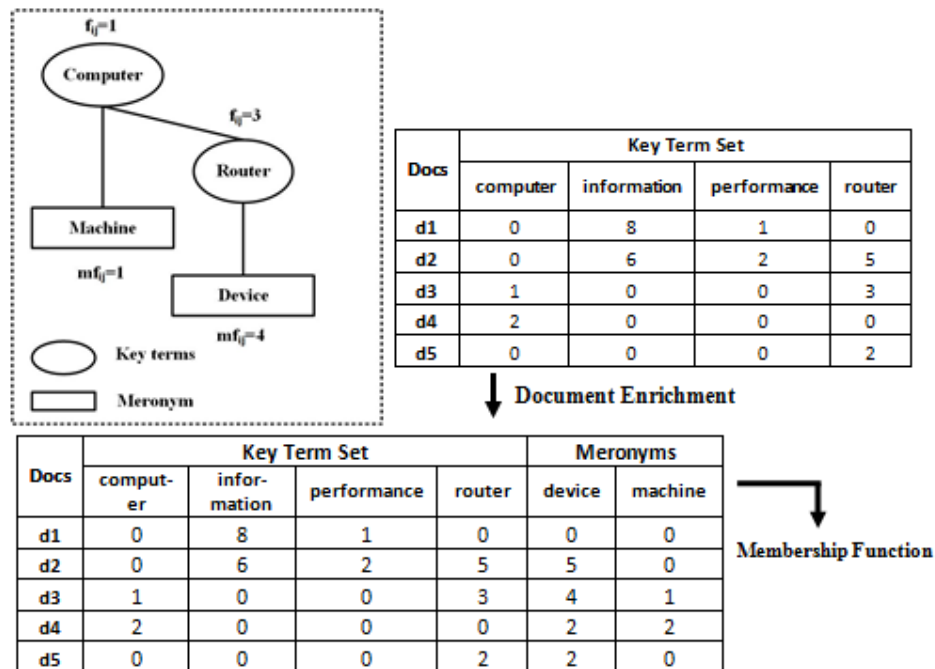 fij=1
Computer
fij=3
Router
Machine
mfij=1
Device
mfij=4
Key terms
Meronym
Docs Key Term Set
computer information performance router
d1 0 8 1 0
d2 0 6 2 5
d3 1 0 0 3
d4 2 0 0 0
d5 0 0 0 2
Document Enrichment
Docs Key Term Set Meronyms
comput-
er infor-
mation performance router device machine
d1 0 8 1 0 0 0
d2 0 6 2 5 5 0
d3 1 0 0 3 4 1
d4 2 0 0 0 2 2
d5 0 0 0 2 2 0
Membership Function